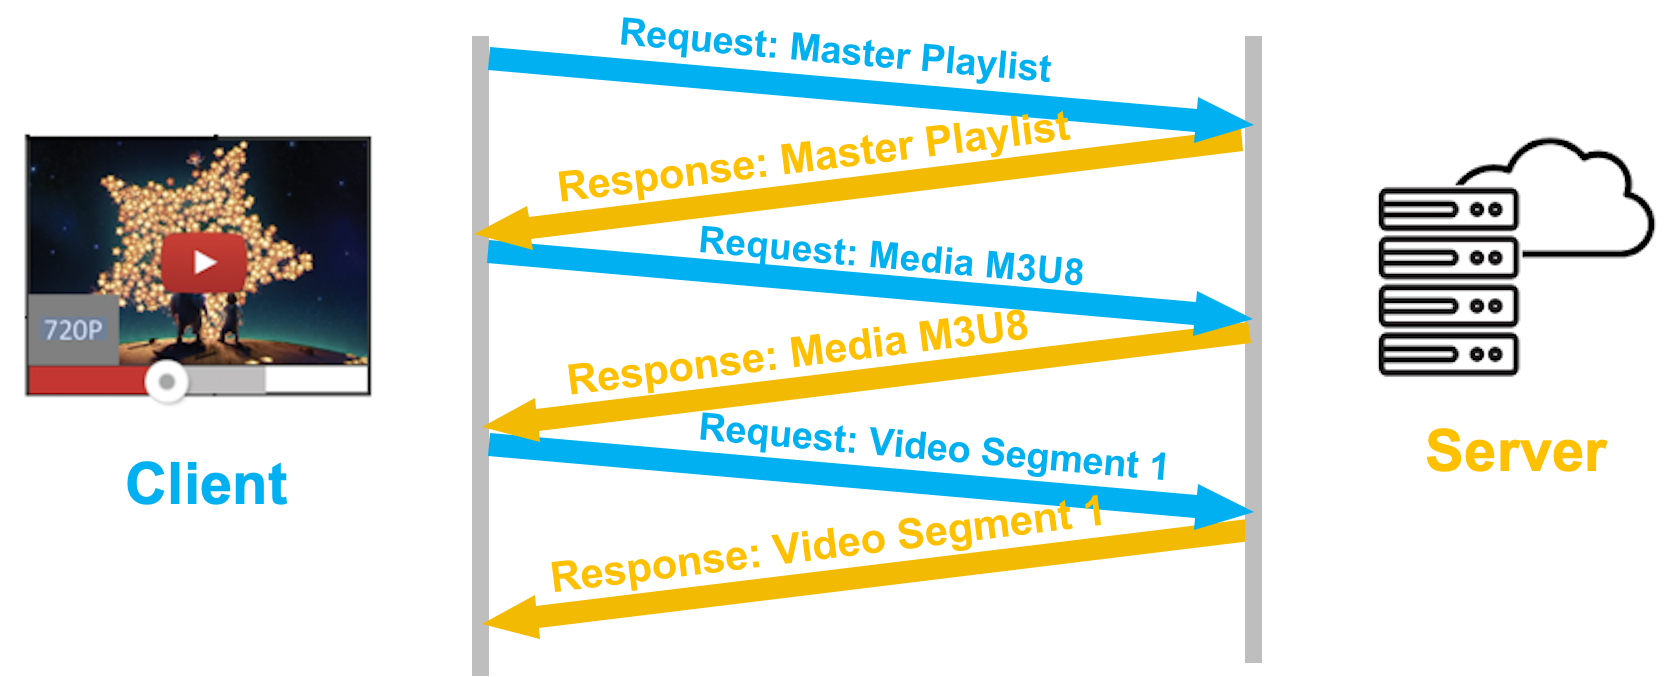 Request: Master Playlist
Response: Master Playlist
Request: Media M3U8
Response: Media M3U8
Request: Video Segment 1
Response: Video Segment 1
720P
Client
Server